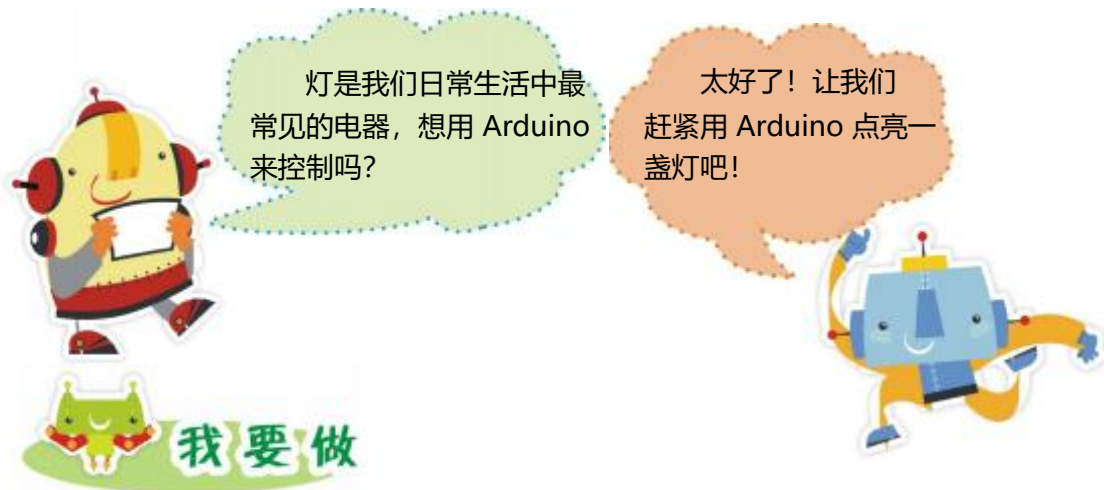 灯是我们日常生活中最
常见的电器，想用 Arduino
来控制吗？
太好了！让我们
赶紧用 Arduino 点亮一
盏灯吧！
我要做